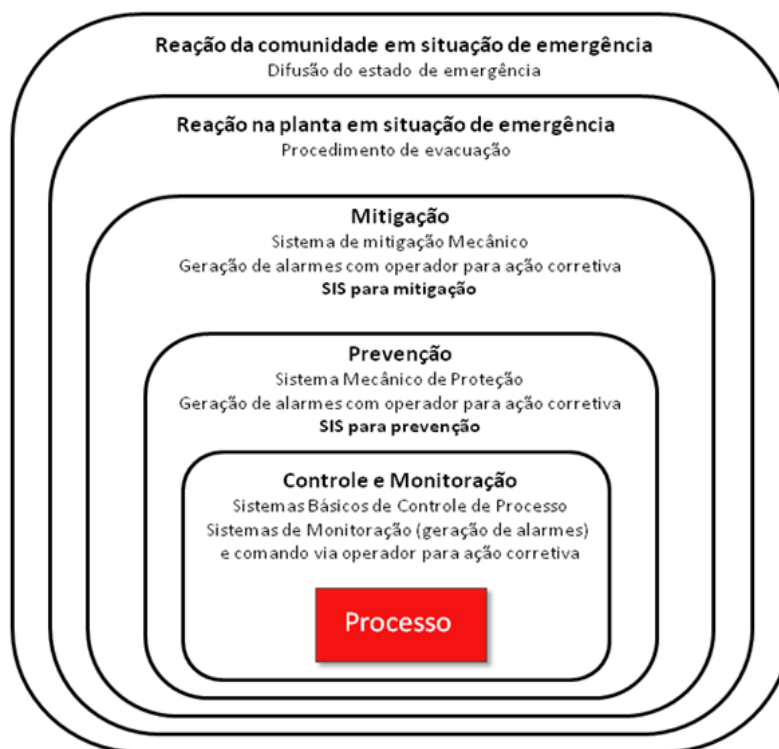 Reação da comunidade em situação de emergência
Difusão do estado de emergência
Reação na planta em situação de emergência
Procedimento de evacuação
Mitigação
Sistema de mitigação Mecânico
Geração de alarmes com operador para ação corretiva
SIS para mitigação
Prevenção
Sistema Mecânico de Proteção
Geração de alarmes com operador para ação corretiva
SIS para prevenção
Controle e Monitoração
Sistemas Básicos de Controle de Processo
Sistemas de Monitoração (geração de alarmes)
e comando via operador para ação corretiva
Processo